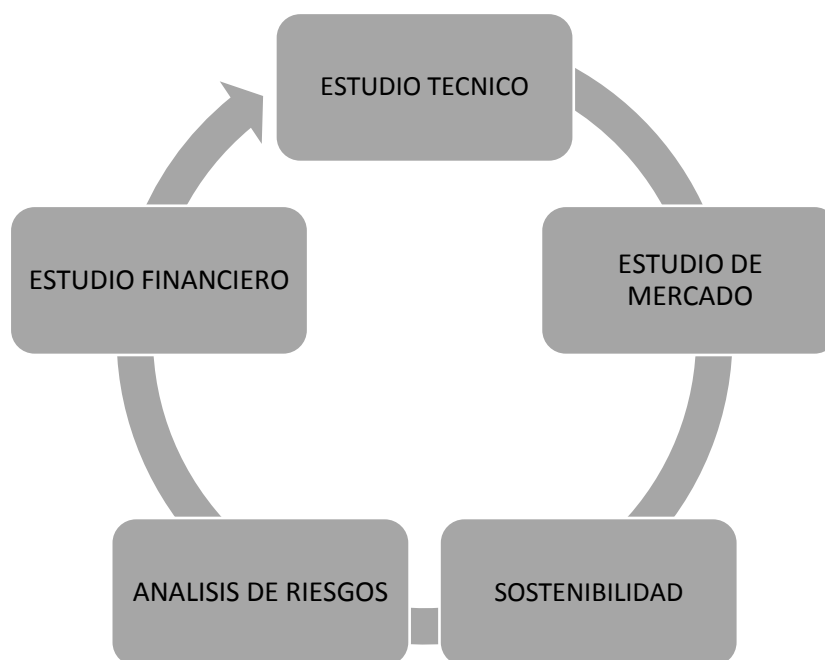 ESTUDIO TECNICO
ESTUDIO DE
MERCADO
SOSTENIBILIDAD
ANALISIS DE RIESGOS
ESTUDIO FINANCIERO